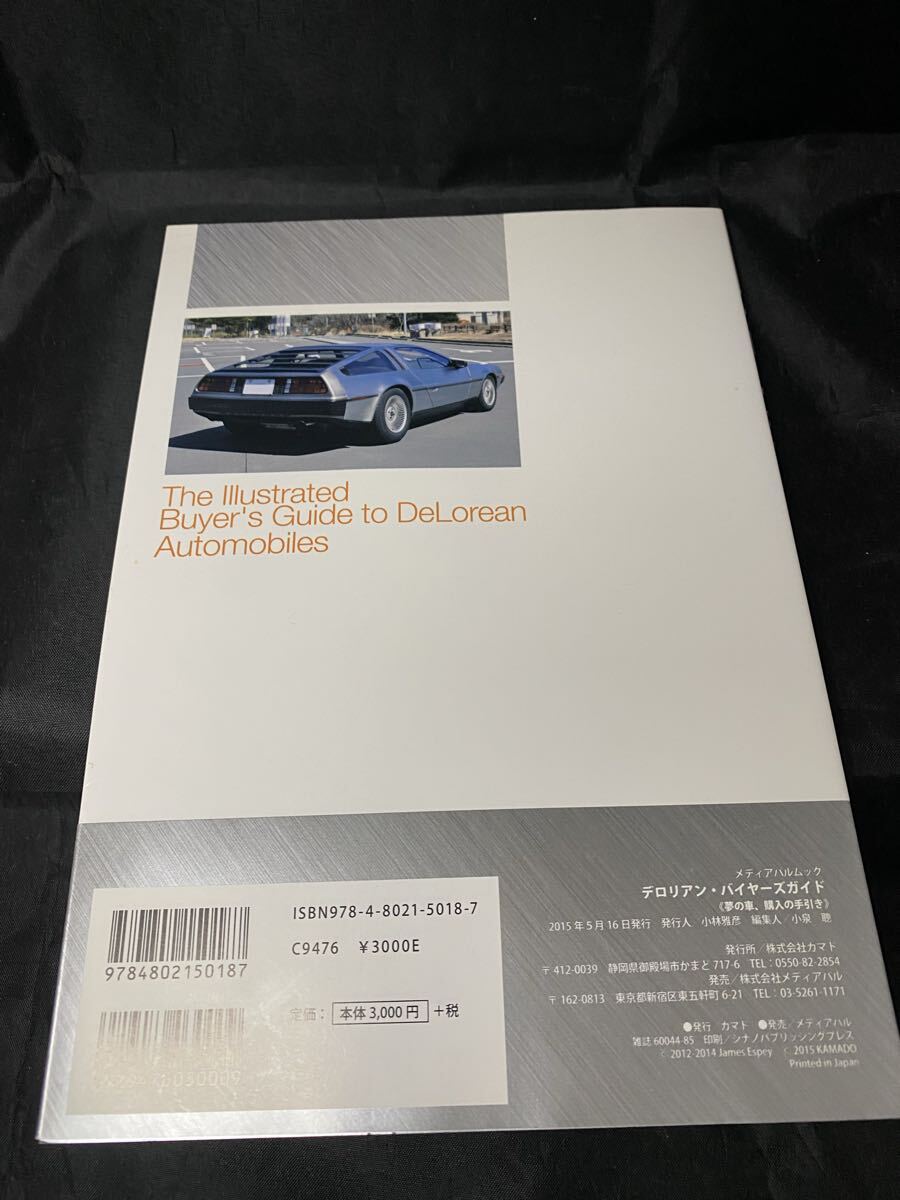 The Illustrated
Buyer's Guide to DeLorean
Automobiles
ISBN978-4-8021-5018-7
C9476 ¥3000E
9784802150187
定価： 本体 3,000 円 +税
メディアハルムック
デロリアン・バイヤーズガイド
《夢の車、購入の手引き》
2015年5月16日発行 発行人 小林雅彦 編集人／小泉 聰
発行所／株式会社カマド
〒412-0039 静岡県御殿場市かまど 717-6 TEL：0550-82-2854
発売／株式会社メディアハル
〒162-0813 東京都新宿区東五軒町 6-21 TEL：03-5261-1171
●発行 カマド ●発売／メディアハル
雑誌 60044-85 印刷／シナノパブリッシングプレス
© 2012-2014 James Espey © 2015 KAMADO
Printed in Japan